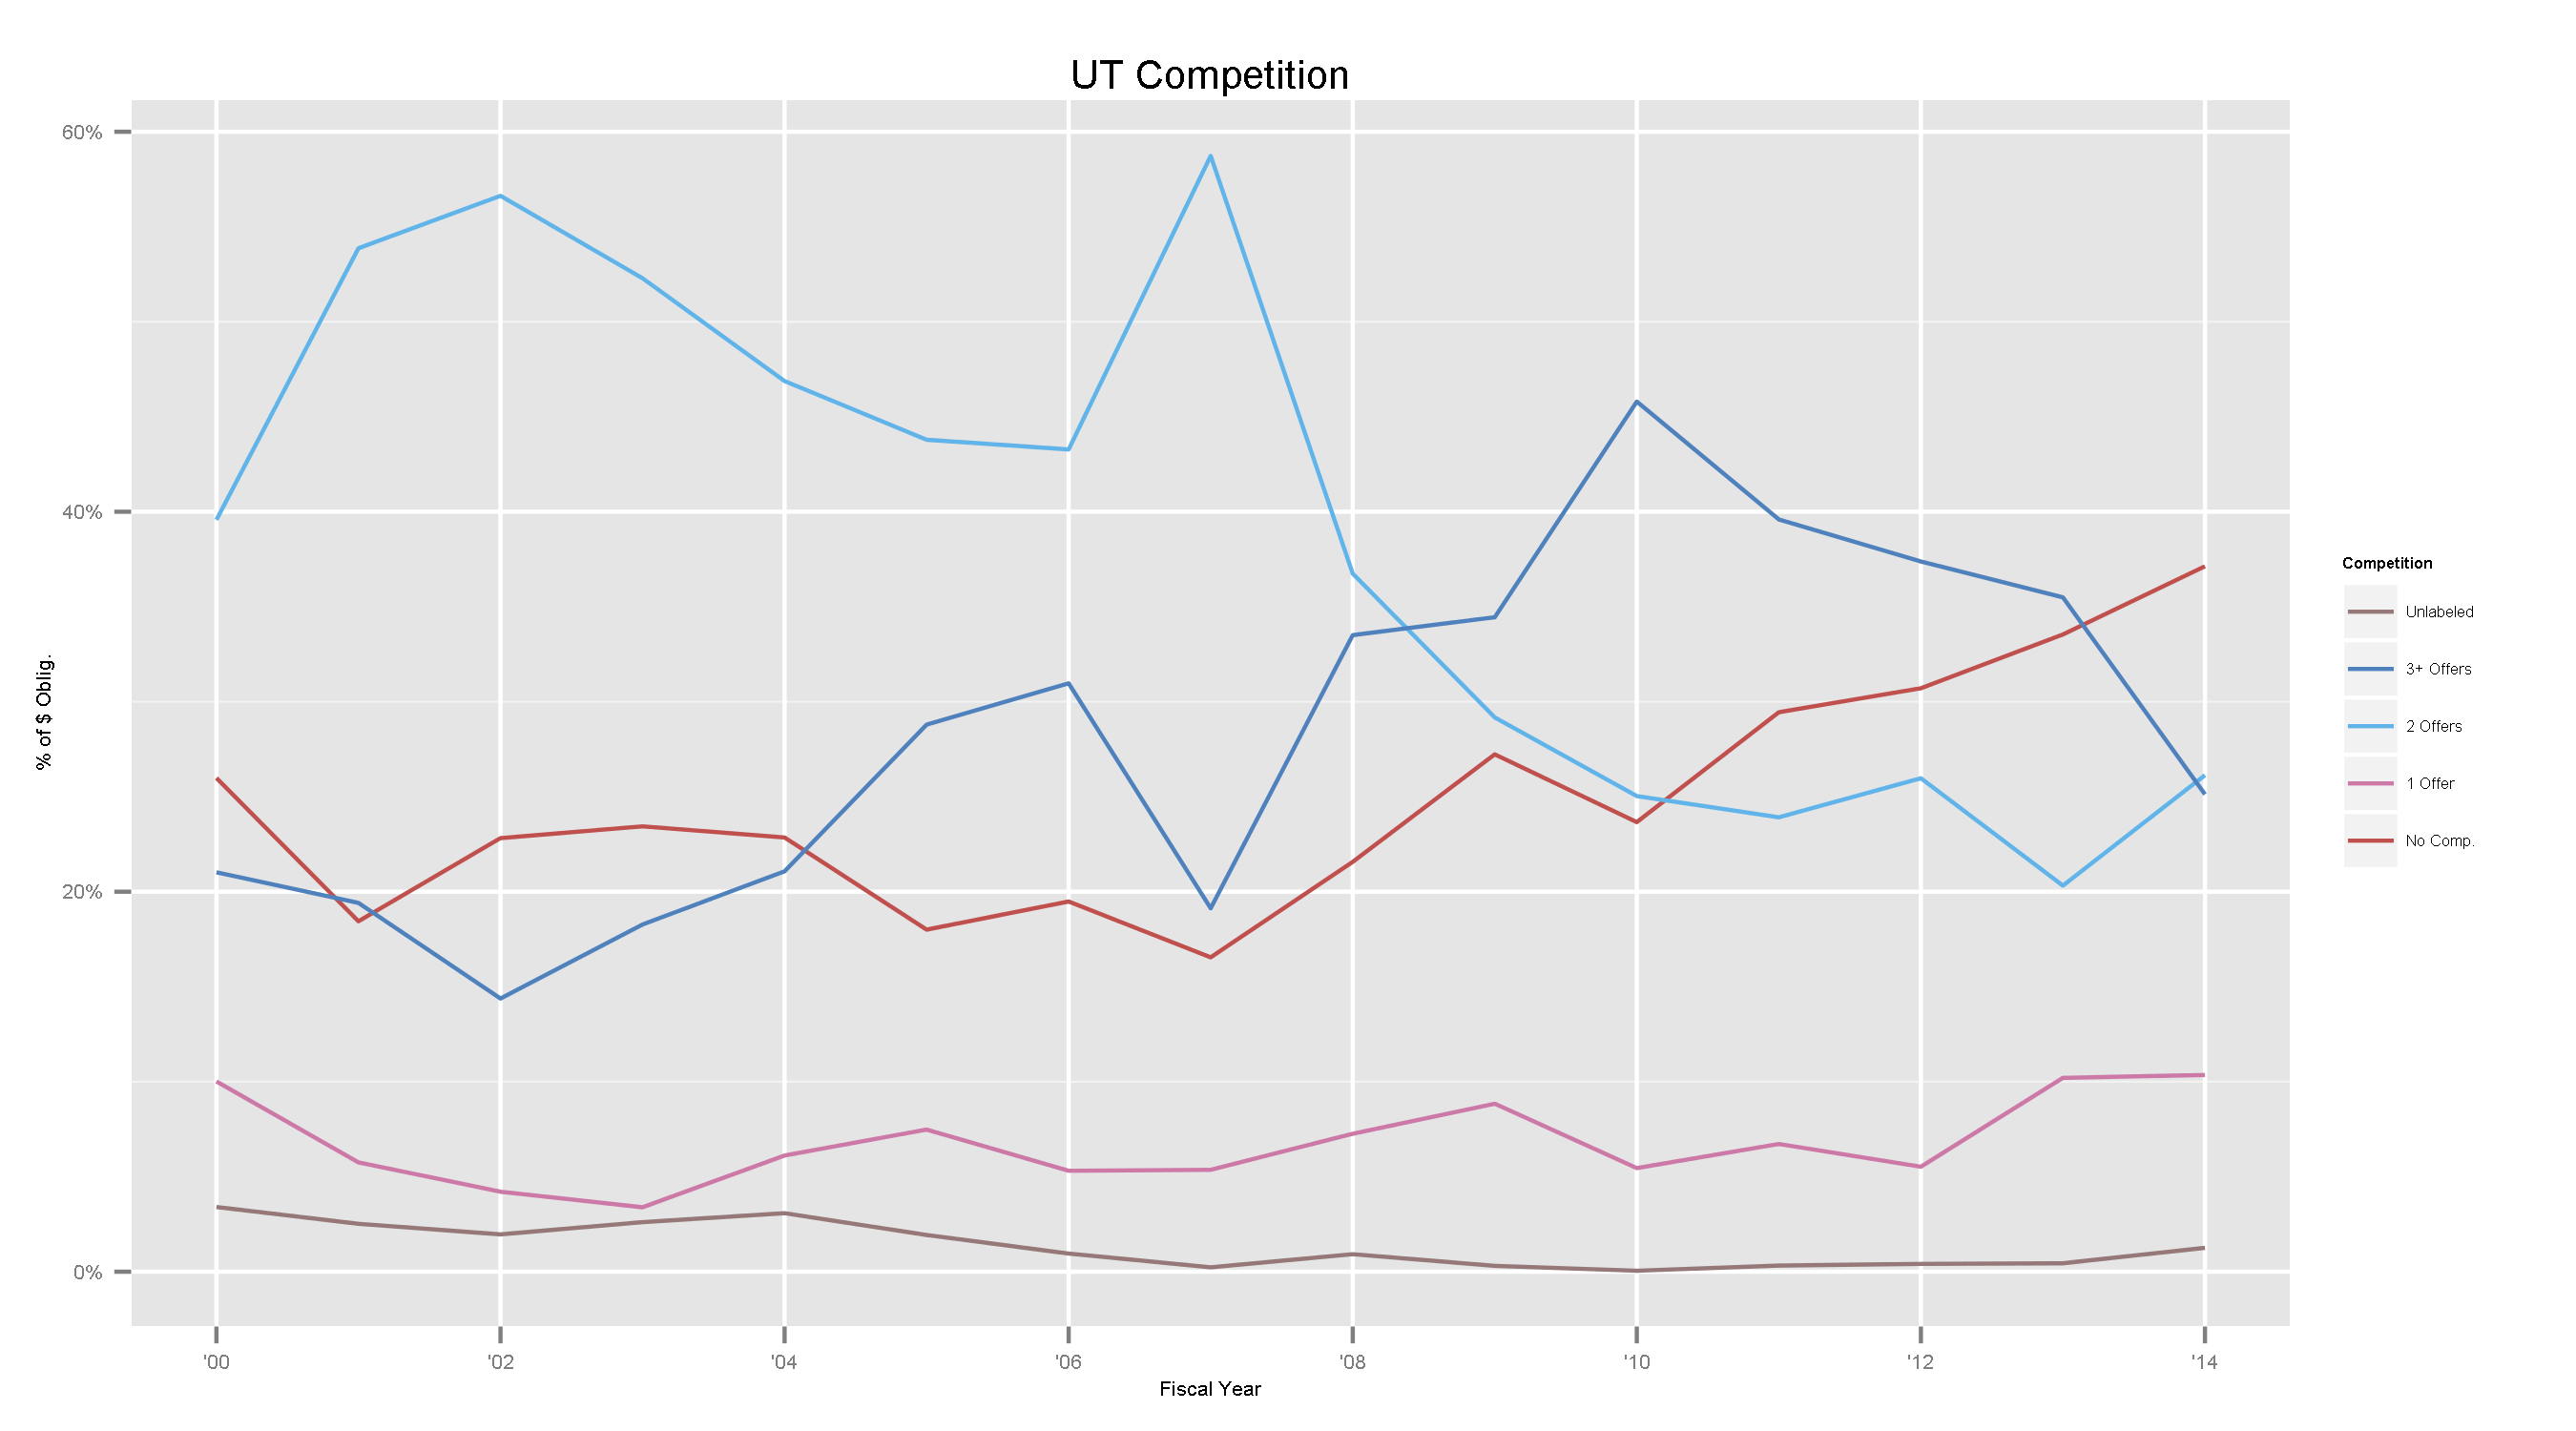 UT Competition
60%
40%
20%
0%
% of $ Oblig.
'00 '02 '04 '06 '08 '10 '12 '14
Fiscal Year
Competition
Unlabeled
3+ Offers
2 Offers
1 Offer
No Comp.